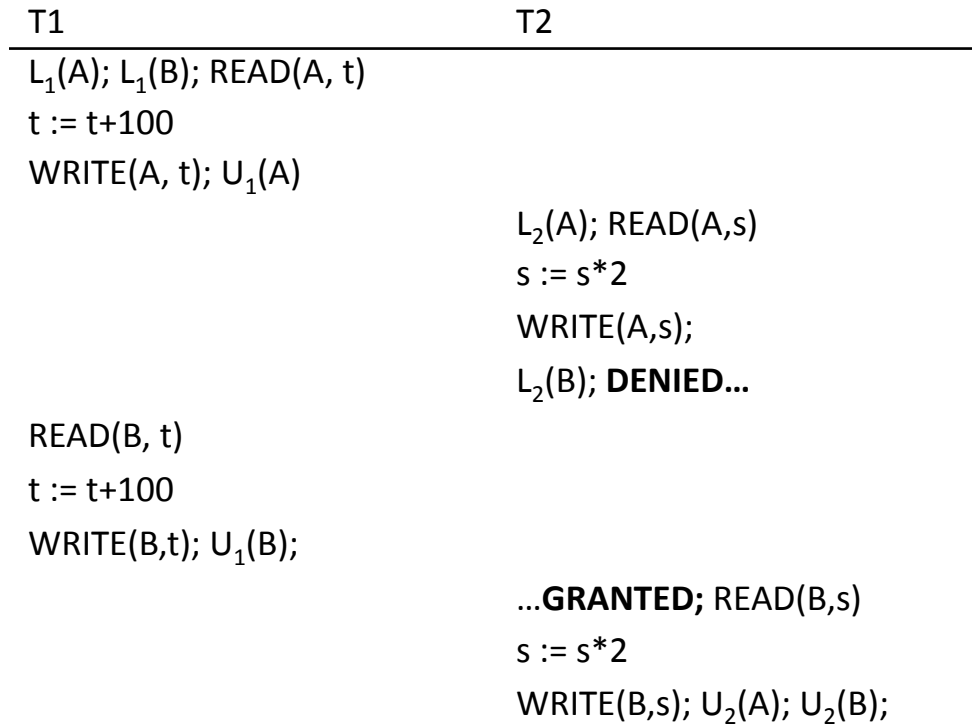 T1 T2
L₁(A); L₁(B); READ(A, t)
t := t+100
WRITE(A, t); U₁(A)
L₂(A); READ(A,s)
s := s*2
WRITE(A,s);
L₂(B); DENIED...
READ(B, t)
t := t+100
WRITE(B,t); U₁(B);
...GRANTED; READ(B,s)
s := s*2
WRITE(B,s); U₂(A); U₂(B);